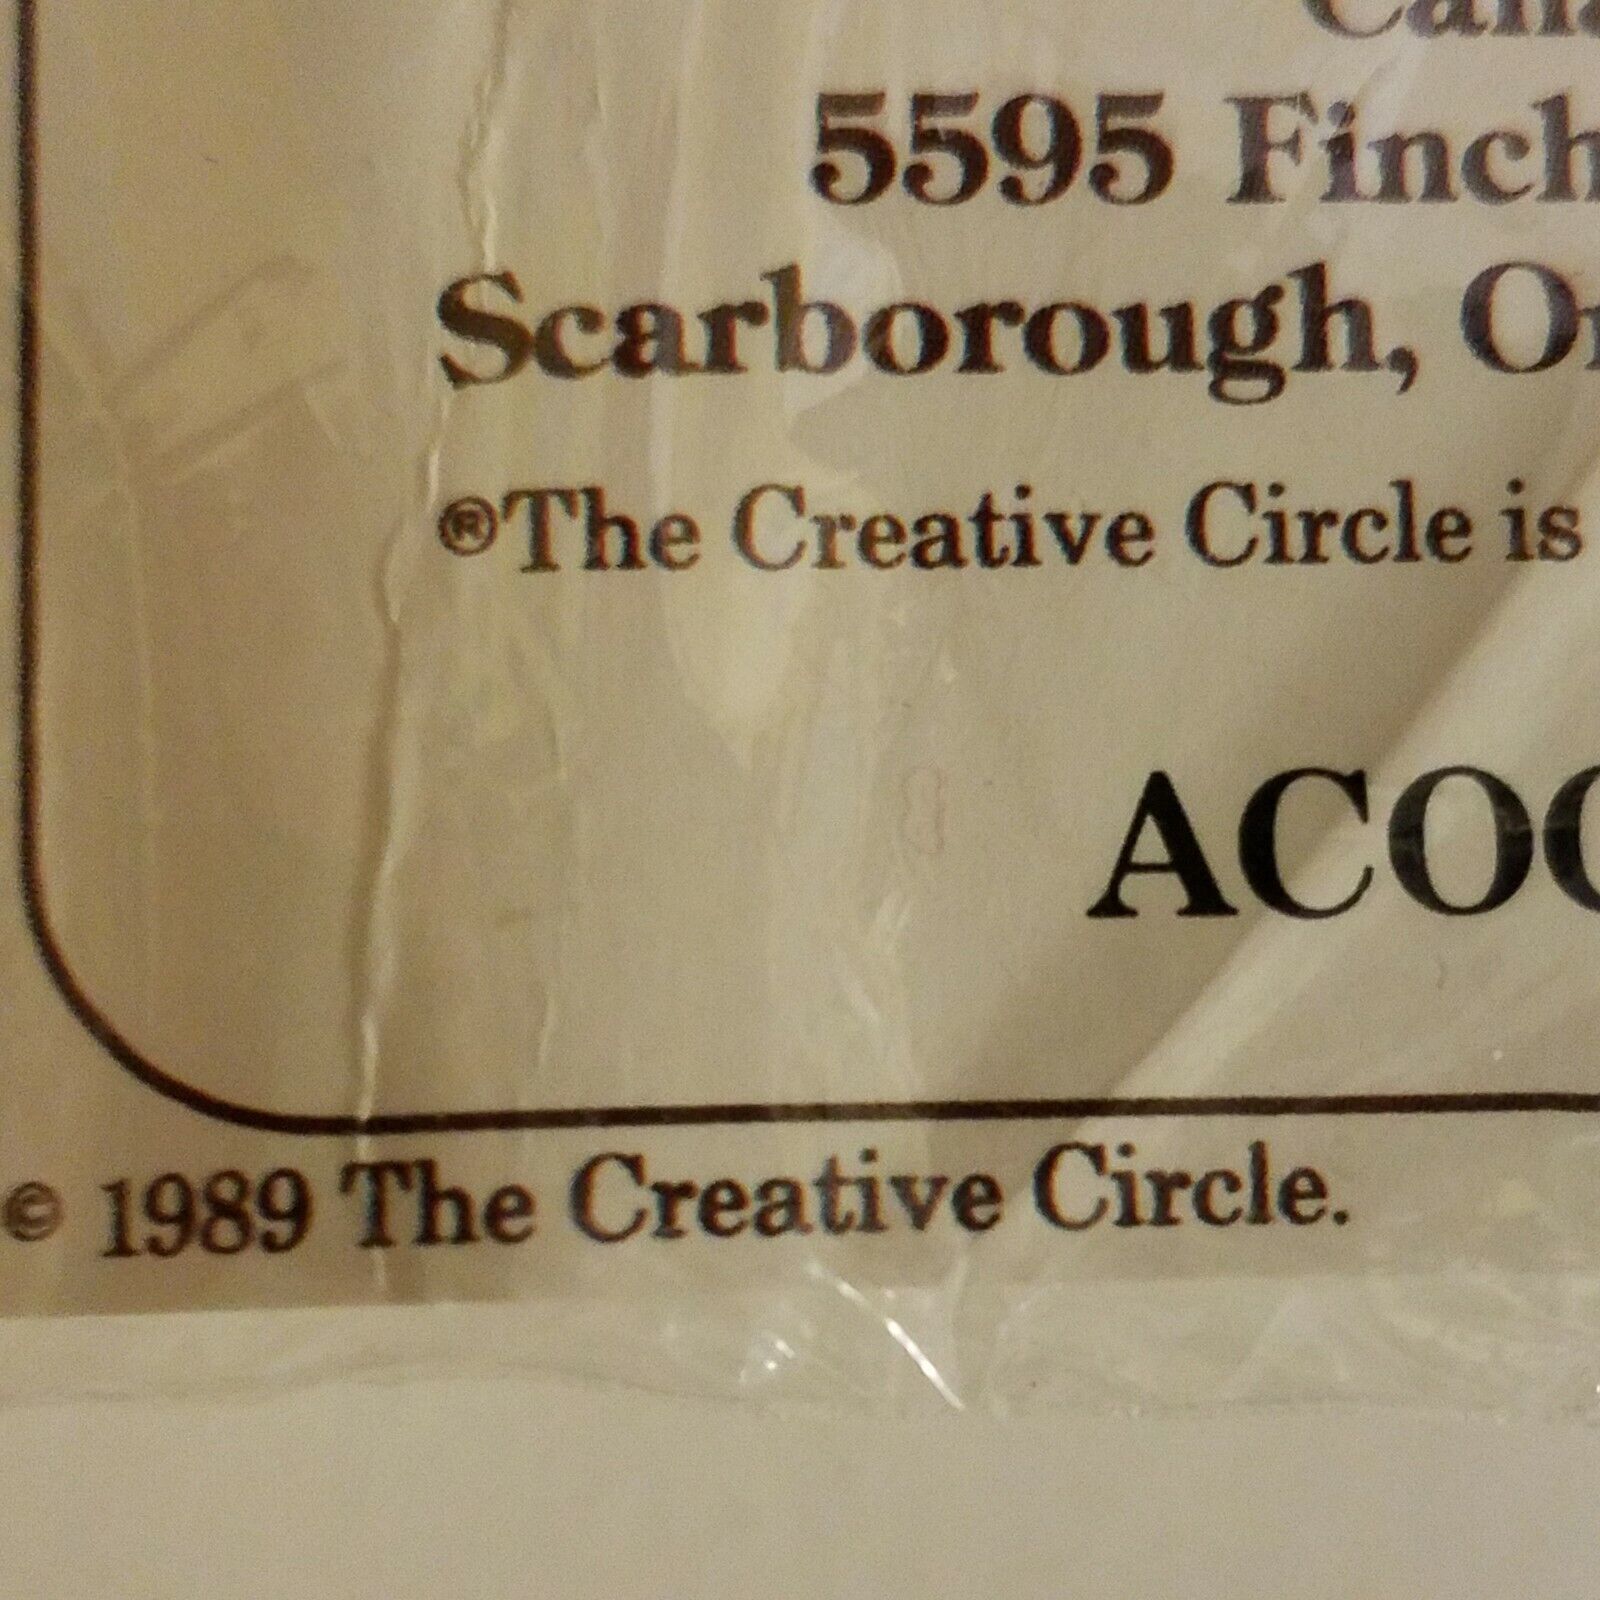 5595 Finch
Scarborough,
®The Creative Circle is
© 1989 The Creative Circle.